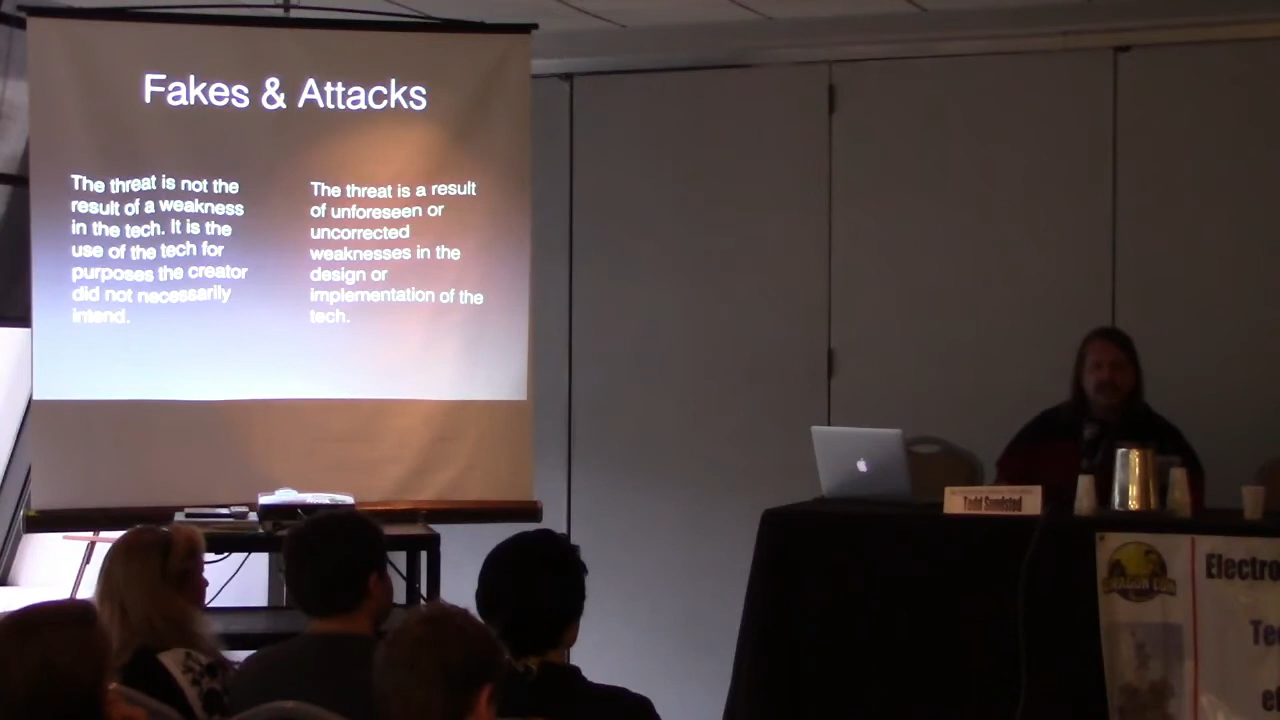 Fakes & Attacks
The threat is not the
result of a weakness
in the tech. It is the
use of the tech for
purposes the creator
did not necessarily
intend.
The threat is a result
of unforeseen or
uncorrected
weaknesses in the
design or
implementation of the
tech.
Todd Sundsted
DRAGON CON
Electro
Te